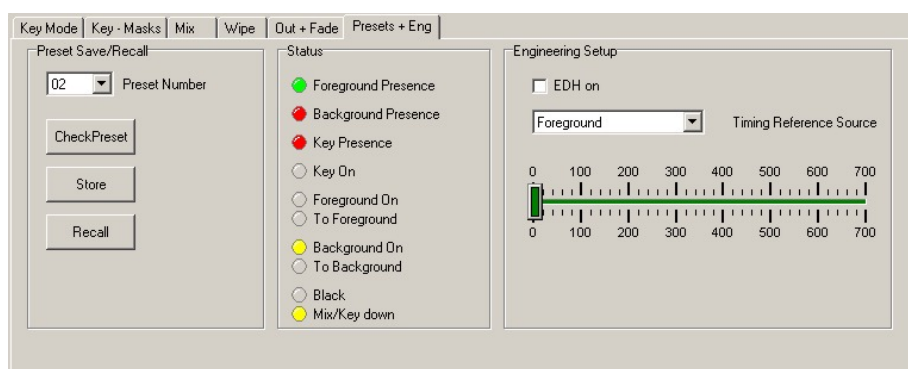 Key Mode Key - Masks Mix Wipe Out + Fade Presets + Eng
Preset Save/Recall
02 Preset Number
CheckPreset
Store
Recall
Status
Foreground Presence
Background Presence
Key Presence
Key On
Foreground On
To Foreground
Background On
To Background
Black
Mix/Key down
Engineering Setup
EDH on
Foreground Timing Reference Source
0 100 200 300 400 500 600 700
0 100 200 300 400 500 600 700